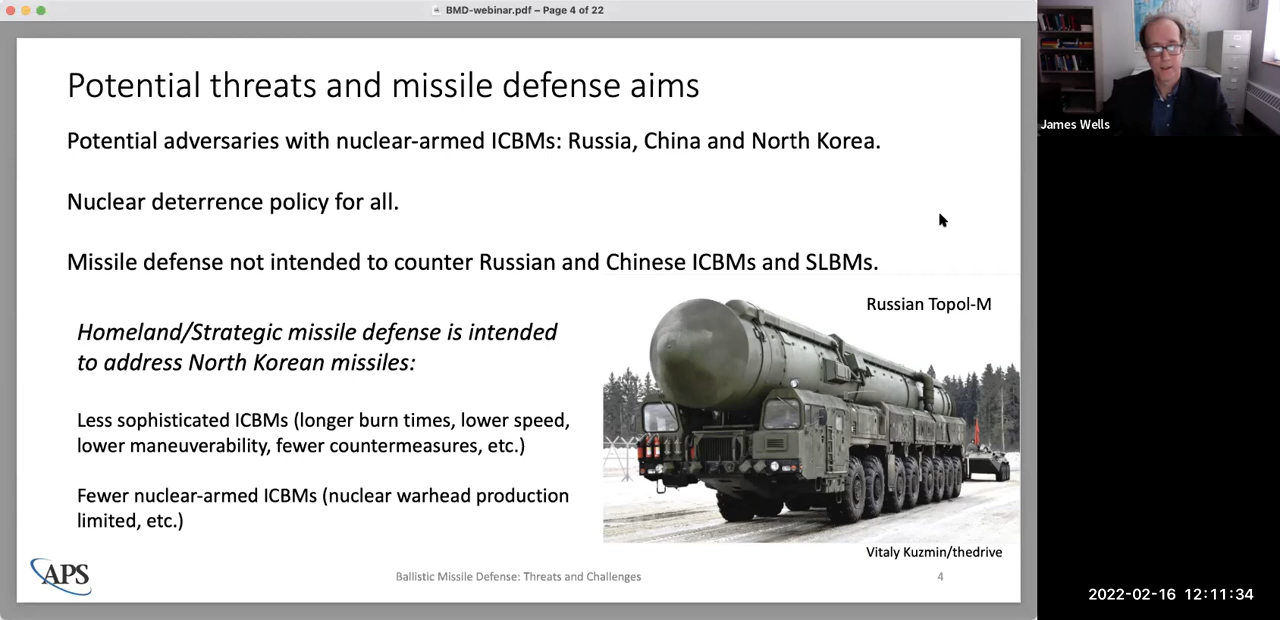 BMD-webinar.pdf – Page 4 of 22
Potential threats and missile defense aims
Potential adversaries with nuclear-armed ICBMs: Russia, China and North Korea.
Nuclear deterrence policy for all.
Missile defense not intended to counter Russian and Chinese ICBMs and SLBMs.
Homeland/Strategic missile defense is intended
to address North Korean missiles:
Less sophisticated ICBMs (longer burn times, lower speed,
lower maneuverability, fewer countermeasures, etc.)
Fewer nuclear-armed ICBMs (nuclear warhead production
limited, etc.)
Russian Topol-M
Vitaly Kuzmin/thedrive
APS
Ballistic Missile Defense: Threats and Challenges
4
James Wells
2022-02-16 12:11:34